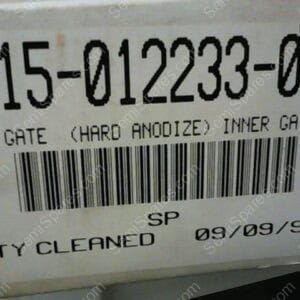 15-012233-0
GATE (HARD ANODIZE) INNER GA
SP
TY CLEANED 09/09/9